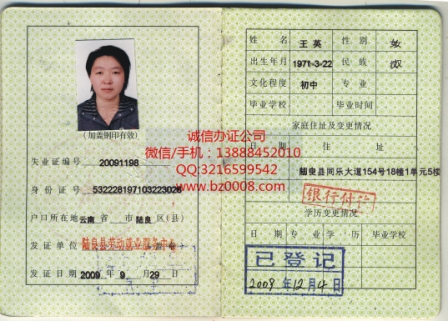 (加盖钢印有效)
失业证编号 20091198
身份证号 532228197103223026
户口所在地 云南 省 市 陆良 区(县)
发证单位 陆良县劳动就业服务中心
发证日期 2009 年 9 月 29 日
姓名 王英 性别 女
出生年月 1971-3-22 民族 汉
文化程度 初中 专业
毕业学校 毕业时间
家庭住址及变更情况
日期 住址
陆良县同乐大道154号18幢1单元5楼
银行付讫
学历变更情况
日期 专业 学历 毕业学校
已登记
2009年12月4日
诚信办证公司
微信/手机:13888452010
QQ:3216599542
www.bz0008.com